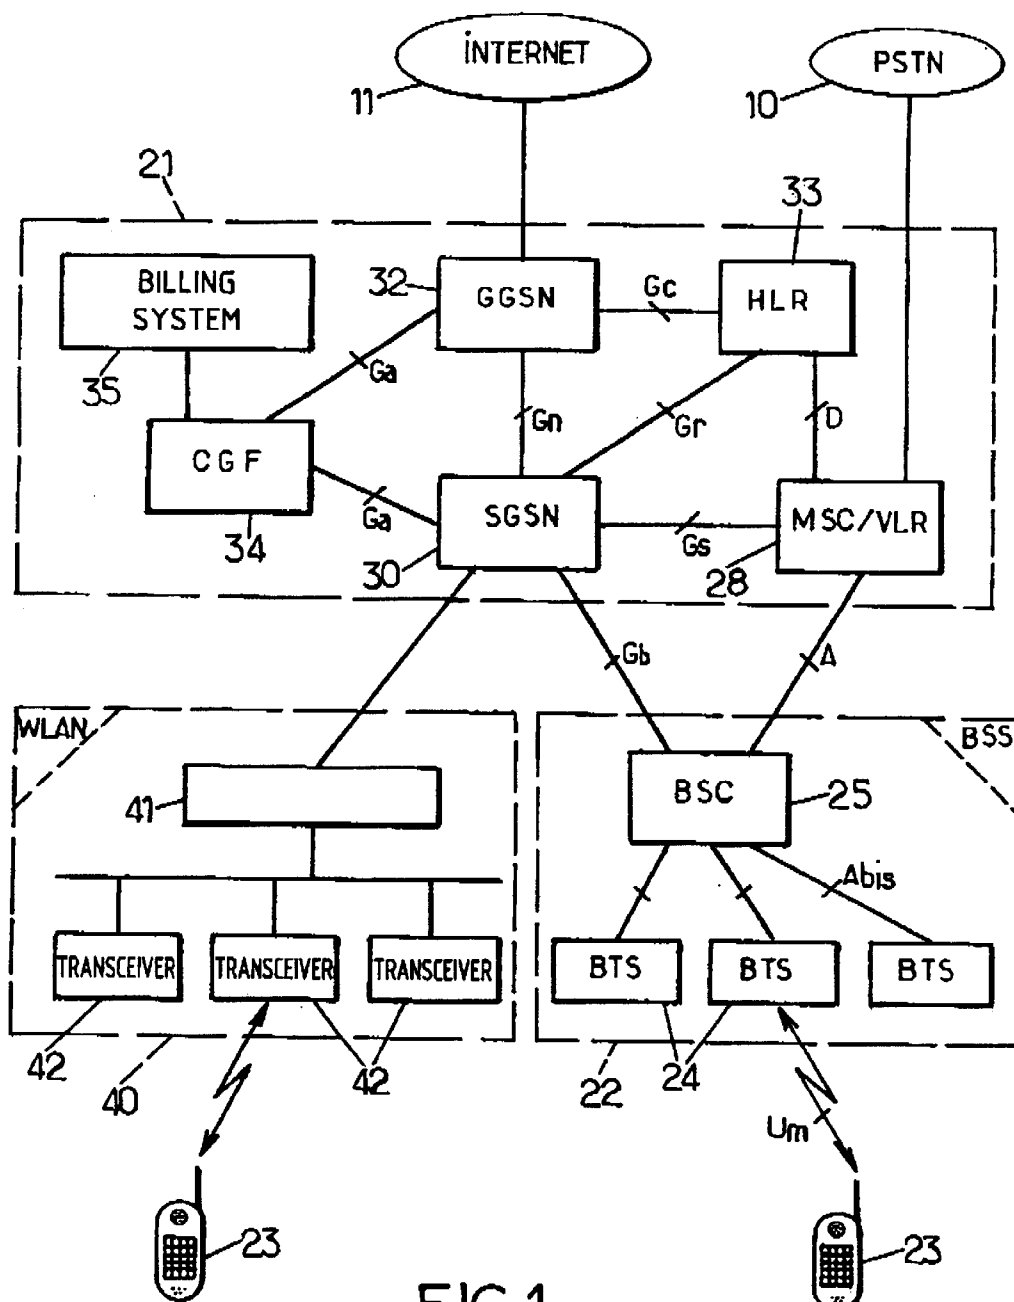 INTERNET
PSTN
11
10
21
33
BILLING
SYSTEM
32
GGSN
Gc
HLR
35
Ga
Gn
Gr
D
CGF
SGSN
MSC/VLR
Ga
Gs
34
30
28
Gb
A
WLAN
BSS
41
BSC
25
Abis
TRANSCEIVER
TRANSCEIVER
TRANSCEIVER
BTS
BTS
BTS
42
40
42
22
24
Um
23
23
FIG.1